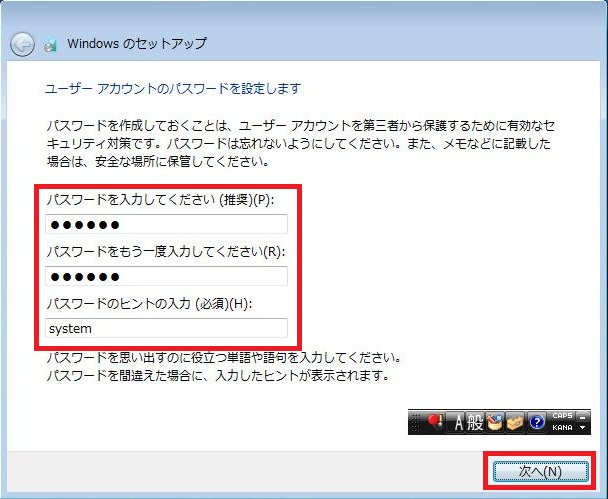 Windows のセットアップ
ユーザー アカウントのパスワードを設定します
パスワードを作成しておくことは、ユーザー アカウントを第三者から保護するために有効なセ
キュリティ対策です。パスワードは忘れないようにしてください。また、メモなどに記載した
場合は、安全な場所に保管してください。
パスワードを入力してください (推奨)(P):
●●●●●●
パスワードをもう一度入力してください(R):
●●●●●●
パスワードのヒントの入力 (必須)(H):
system
パスワードを思い出すのに役立つ単語や語句を入力してください。
パスワードを間違えた場合に、入力したヒントが表示されます。
A 般 ? CAPS
KANA
次へ(N)